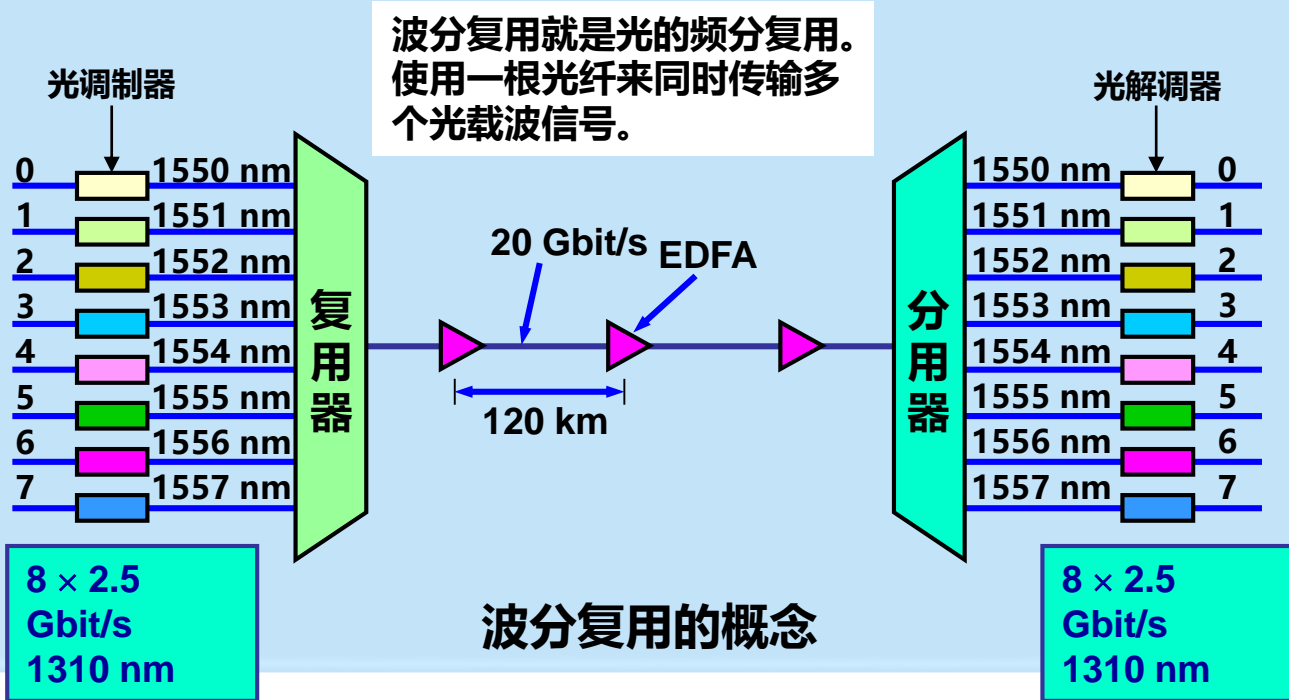 波分复用就是光的频分复用。
使用一根光纤来同时传输多
个光载波信号。
光调制器
光解调器
0 1550 nm
1 1551 nm
2 1552 nm
3 1553 nm
4 1554 nm
5 1555 nm
6 1556 nm
7 1557 nm
复用器
20 Gbit/s
EDFA
120 km
分用器
1550 nm 0
1551 nm 1
1552 nm 2
1553 nm 3
1554 nm 4
1555 nm 5
1556 nm 6
1557 nm 7
8 × 2.5
Gbit/s
1310 nm
波分复用的概念
8 × 2.5
Gbit/s
1310 nm